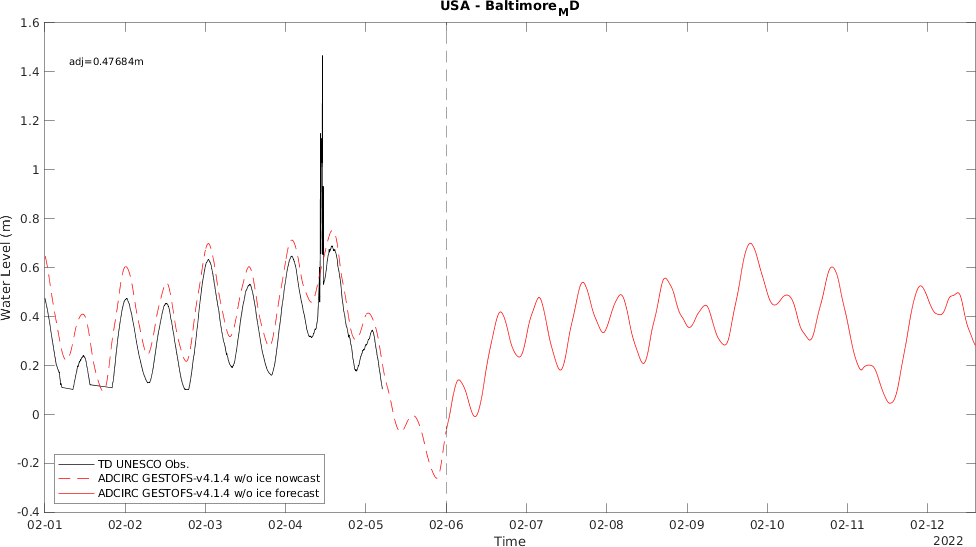 USA - Baltimore_MD
1.6
1.4
1.2
1
0.8
0.6
0.4
0.2
0
-0.2
-0.4
Water Level (m)
adj=0.47684m
TD UNESCO Obs.
ADCIRC GESTOFS-v4.1.4 w/o ice nowcast
ADCIRC GESTOFS-v4.1.4 w/o ice forecast
02-01 02-02 02-03 02-04 02-05 02-06 02-07 02-08 02-09 02-10 02-11 02-12
Time
2022